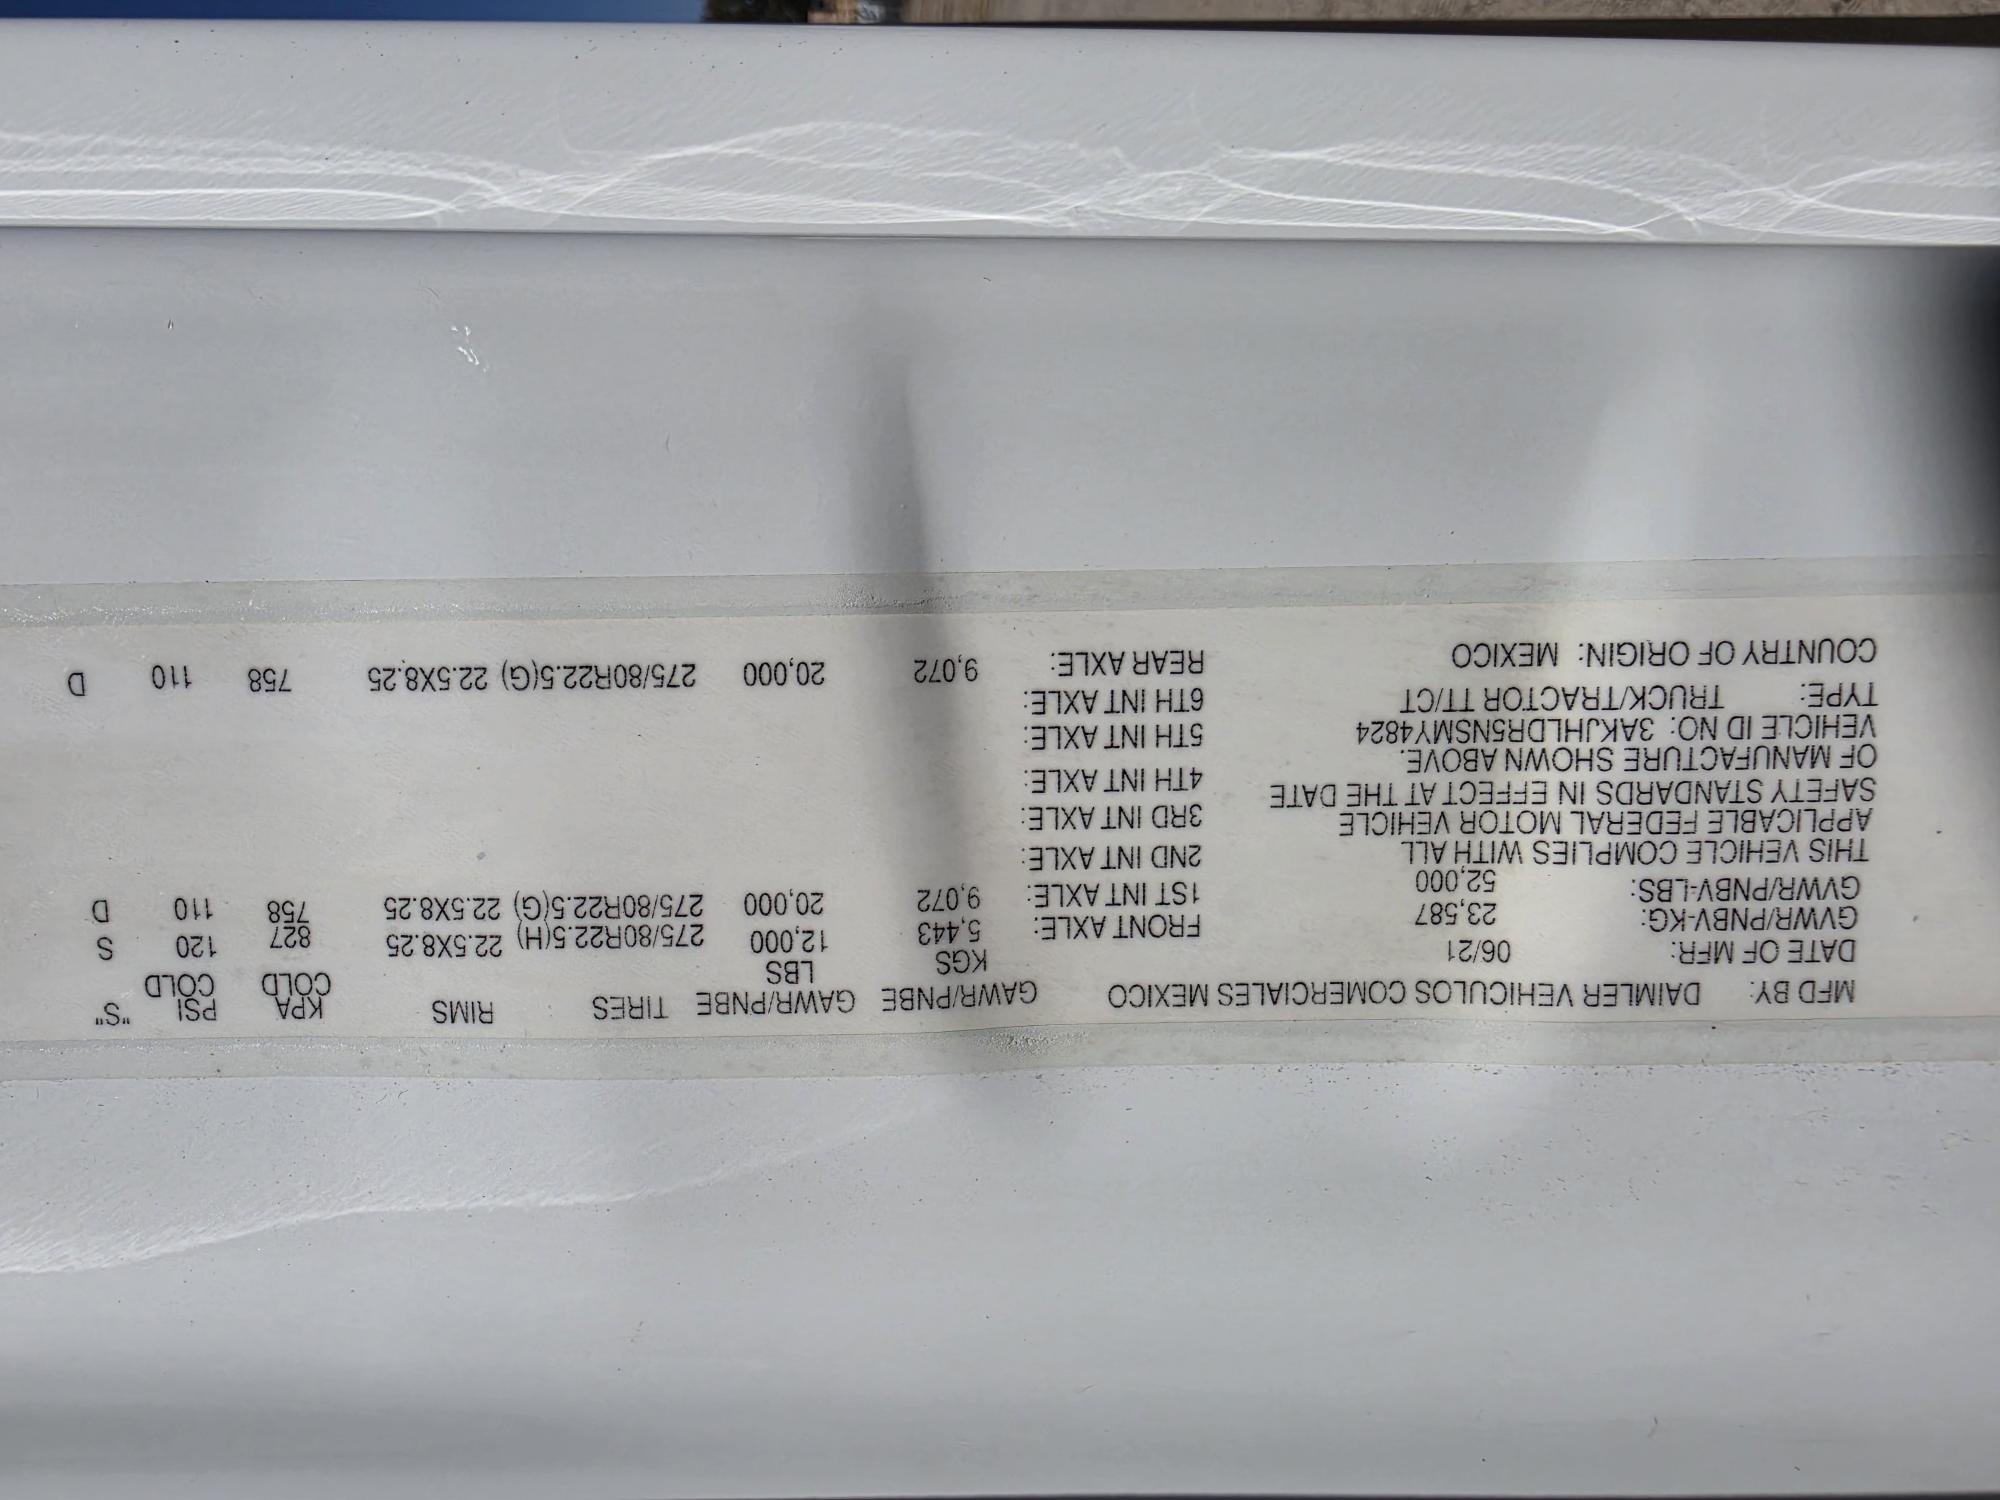 MFD BY: DAIMLER VEHICULOS COMERCIALES MEXICO
DATE OF MFR: 06/21
GVWR/PNBV-KG: 23,587
GVWR/PNBV-LBS: 52,000
THIS VEHICLE COMPLIES WITH ALL
APPLICABLE FEDERAL MOTOR VEHICLE
SAFETY STANDARDS IN EFFECT AT THE DATE
OF MANUFACTURE SHOWN ABOVE.
VEHICLE ID NO: 3AKJHLDR5NSMY4824
TYPE: TRUCK/TRACTOR TT/CT
COUNTRY OF ORIGIN: MEXICO
GAWR/PNBE GAWR/PNBE TIRES RIMS KPA PSI "S"
KGS LBS COLD COLD
FRONT AXLE: 5,443 12,000 275/80R22.5(H) 22.5X8.25 827 120 S
1ST INT AXLE: 9,072 20,000 275/80R22.5(G) 22.5X8.25 758 110 D
2ND INT AXLE:
3RD INT AXLE:
4TH INT AXLE:
5TH INT AXLE:
6TH INT AXLE:
REAR AXLE: 9,072 20,000 275/80R22.5(G) 22.5X8.25 758 110 D